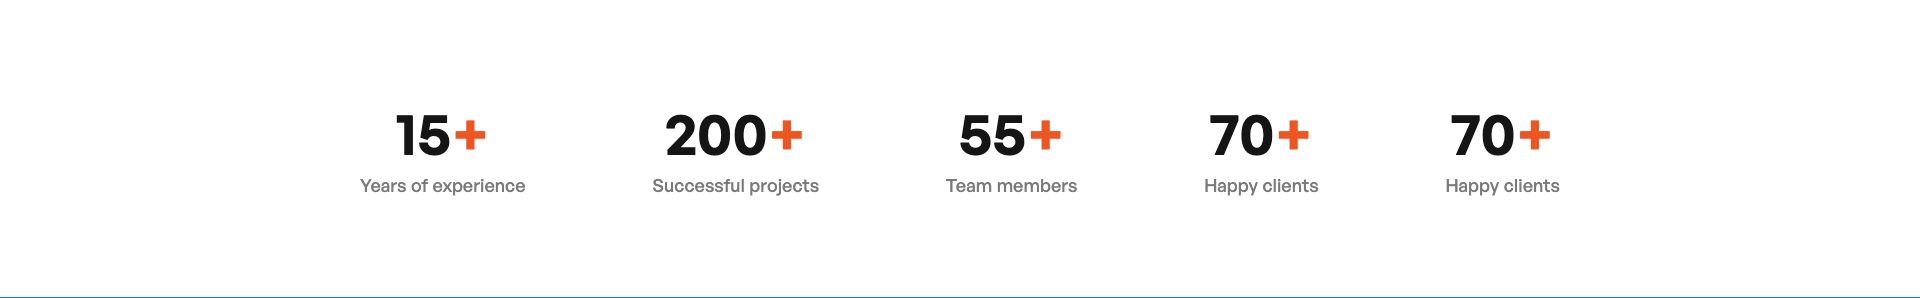 15+ 200+ 55+ 70+ 70+
Years of experience Successful projects Team members Happy clients Happy clients